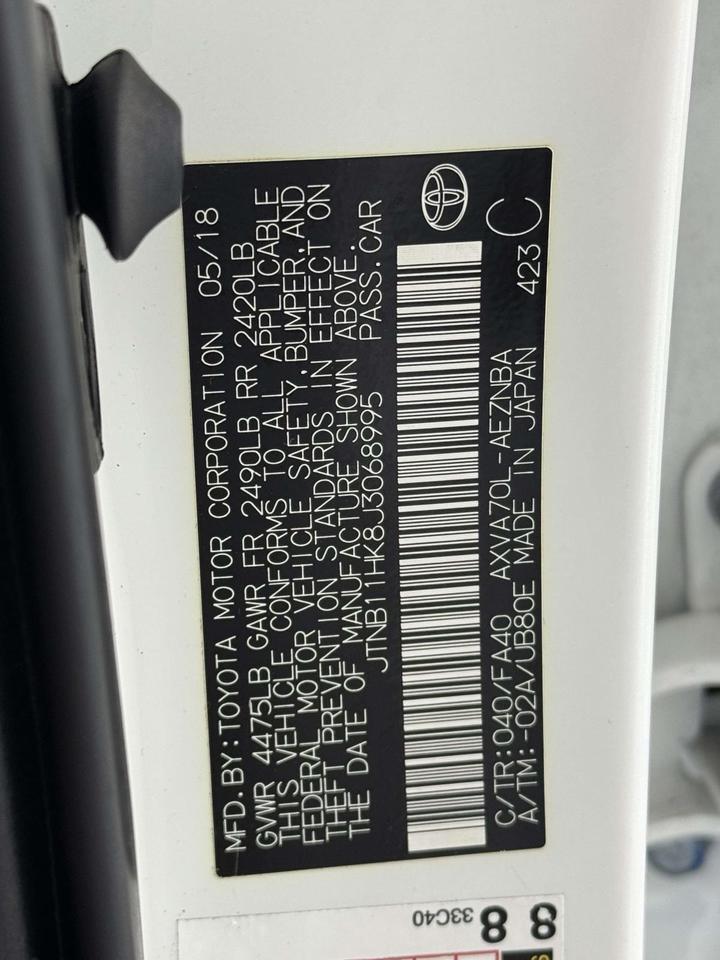 MFD.BY:TOYOTA MOTOR CORPORATION 05/18
GVWR 4475LB GAWR FR 2490LB RR 2420LB
THIS VEHICLE CONFORMS TO ALL APPLICABLE
FEDERAL MOTOR VEHICLE SAFETY,BUMPER,AND
THEFT PREVENTION STANDARDS IN EFFECT ON
THE DATE OF MANUFACTURE SHOWN ABOVE.
JTNB11HK8J3068995 PASS.CAR
C/TR:040/FA40 AXVA70L-AEZNBA 423
A/TM:-02A/UB80E MADE IN JAPAN C
33C40 8
8